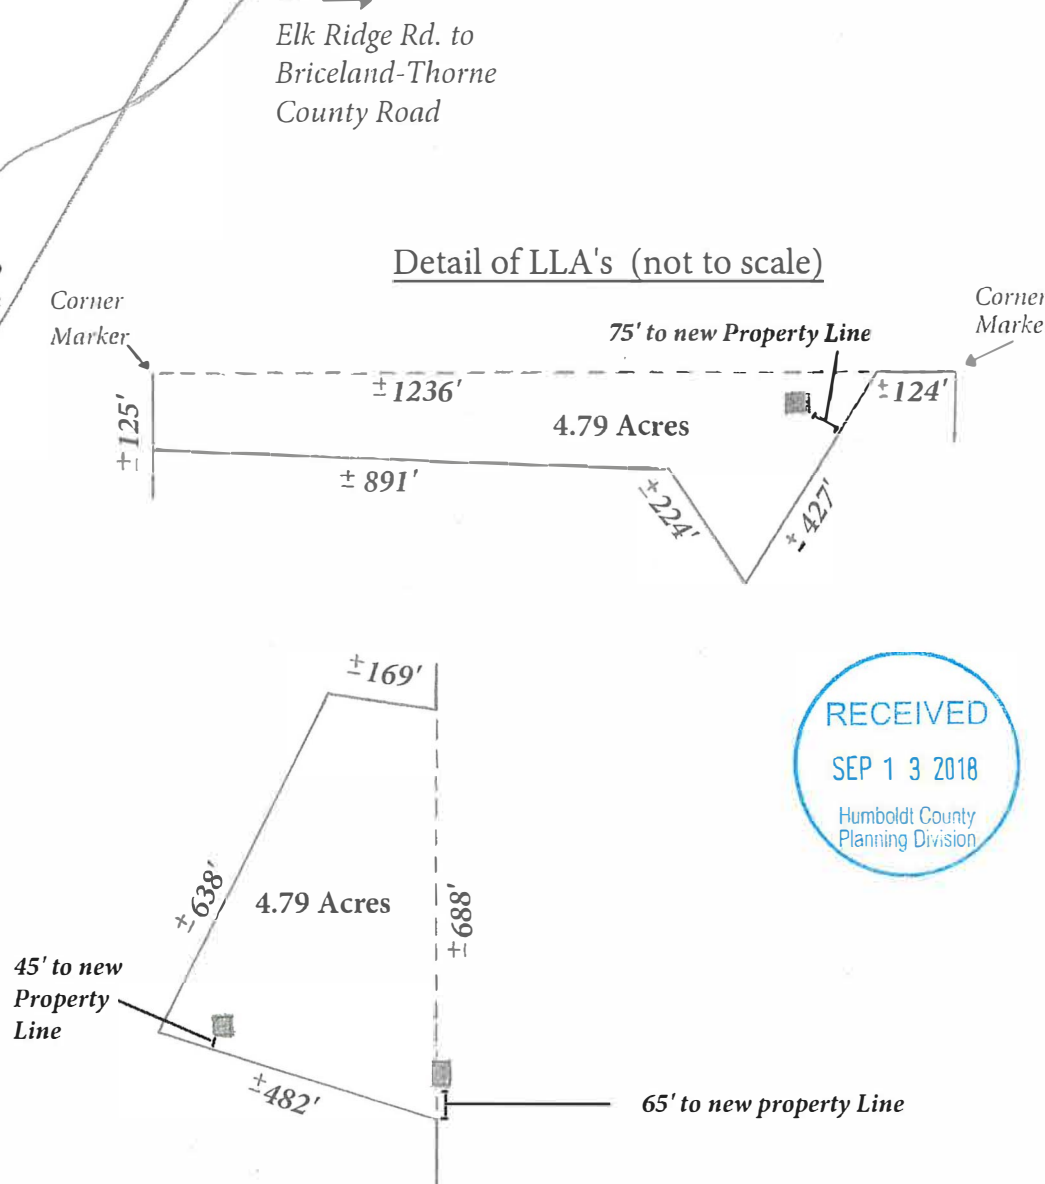 Elk Ridge Rd. to
Briceland-Thorne
County Road
Detail of LLA's (not to scale)
Corner
Marker
Corner
Marke
75' to new Property Line
±1236'
±124'
±125'
4.79 Acres
± 891'
±224'
± 427'
±169'
RECEIVED
SEP 1 3 2018
Humboldt County
Planning Division
±638'
4.79 Acres
±688'
45' to new
Property
Line
±482'
65' to new property Line